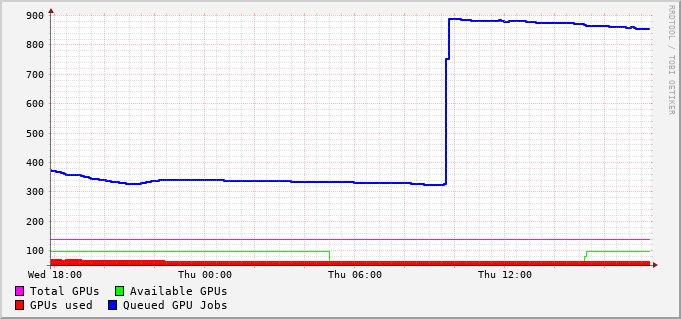 900
800
700
600
500
400
300
200
100
Wed 18:00 Thu 00:00 Thu 06:00 Thu 12:00
Total GPUs Available GPUs
GPUs used Queued GPU Jobs
RRDTOOL / TOBI OETIKER